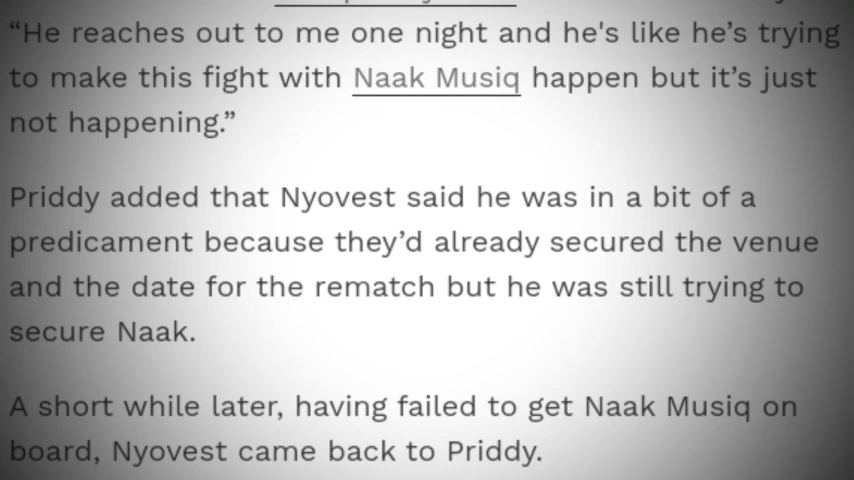 “He reaches out to me one night and he's like he’s trying
to make this fight with Naak Musiq happen but it’s just
not happening.”
Priddy added that Nyovest said he was in a bit of a
predicament because they’d already secured the venue
and the date for the rematch but he was still trying to
secure Naak.
A short while later, having failed to get Naak Musiq on
board, Nyovest came back to Priddy.